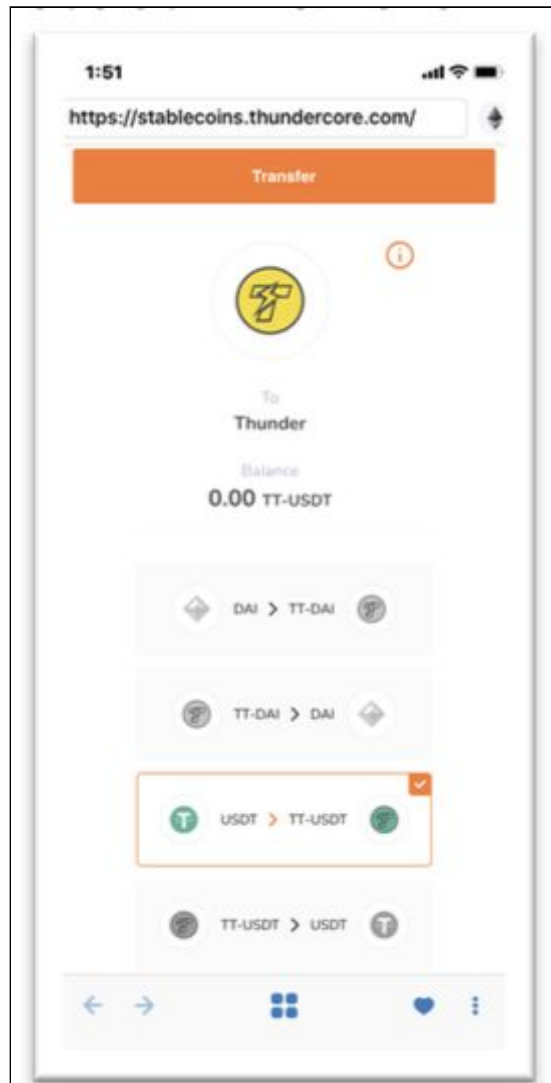 1:51
https://stablecoins.thundercore.com/
Transfer
To
Thunder
Balance
0.00 TT-USDT
DAI > TT-DAI
TT-DAI > DAI
USDT > TT-USDT
TT-USDT > USDT